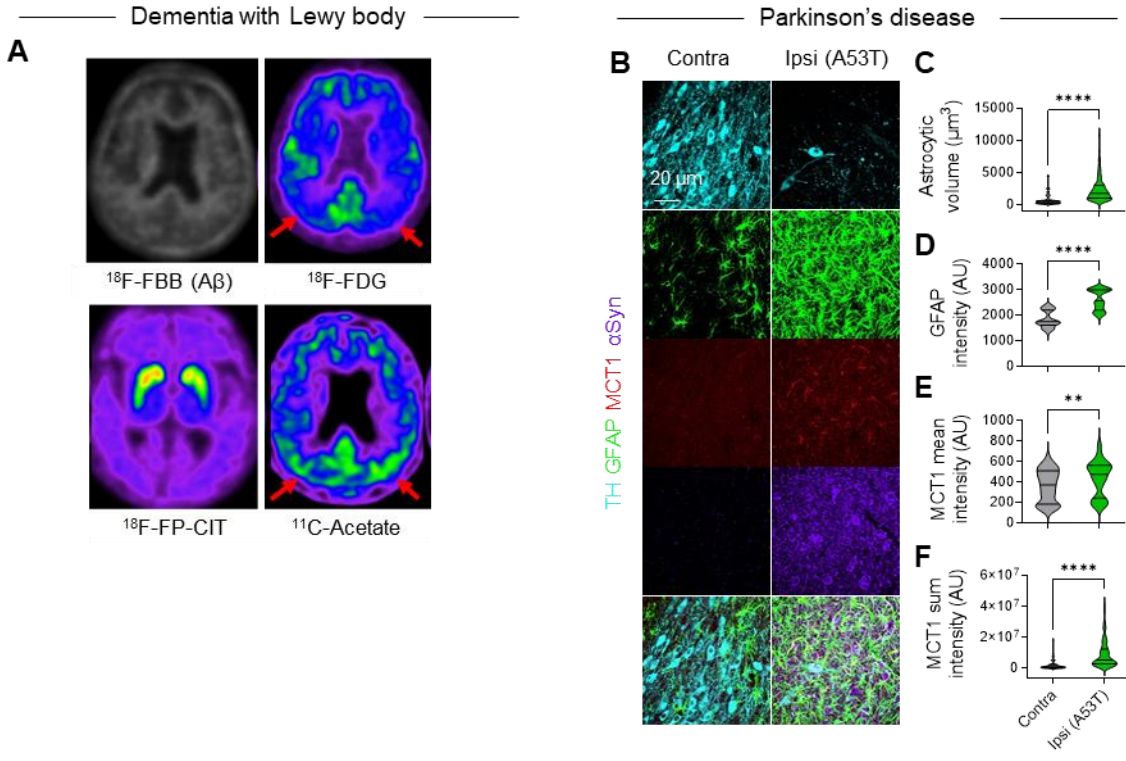 Dementia with Lewy body
A
¹⁸F-FBB (Aβ)
¹⁸F-FDG
¹⁸F-FP-CIT
¹¹C-Acetate
Parkinson's disease
B
Contra
Ipsi (A53T)
20 µm
TH GFAP MCT1 αSyn
C
Astrocytic
volume (µm³)
15000
10000
5000
0
****
D
GFAP
intensity (AU)
4000
3000
2000
1000
0
****
E
MCT1 mean
intensity (AU)
1000
800
600
400
200
0
**
F
MCT1 sum
intensity (AU)
6×10⁷
4×10⁷
2×10⁷
0
****
Contra
Ipsi (A53T)